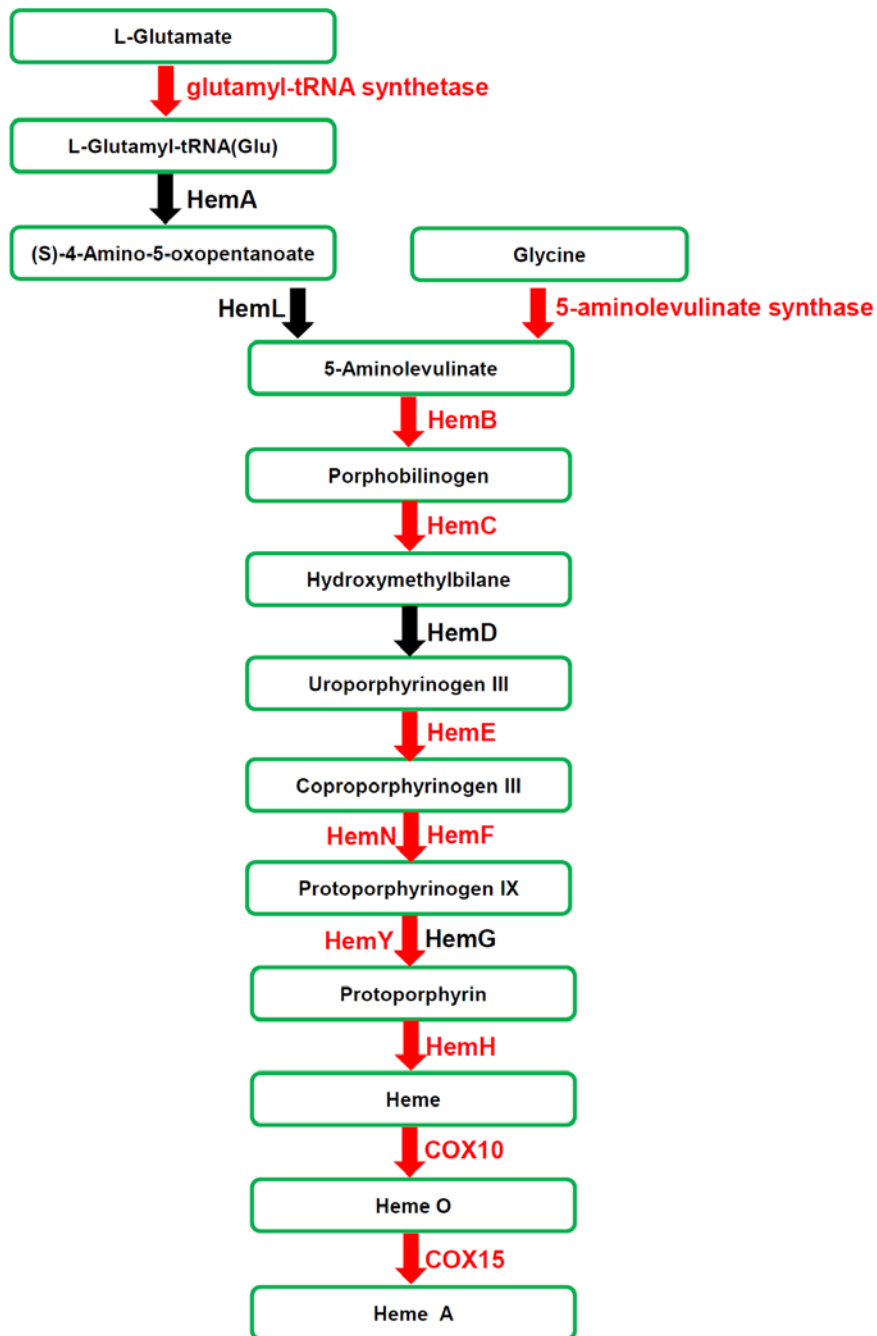 L-Glutamate
glutamyl-tRNA synthetase
L-Glutamyl-tRNA(Glu)
HemA
(S)-4-Amino-5-oxopentanoate
Glycine
HemL
5-aminolevulinate synthase
5-Aminolevulinate
HemB
Porphobilinogen
HemC
Hydroxymethylbilane
HemD
Uroporphyrinogen III
HemE
Coproporphyrinogen III
HemN
HemF
Protoporphyrinogen IX
HemY
HemG
Protoporphyrin
HemH
Heme
COX10
Heme O
COX15
Heme A